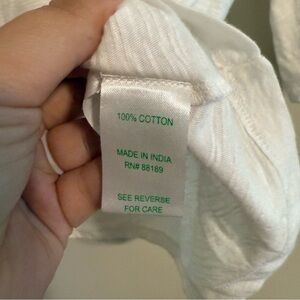 100% COTTON
MADE IN INDIA
RN# 88189
SEE REVERSE
FOR CARE